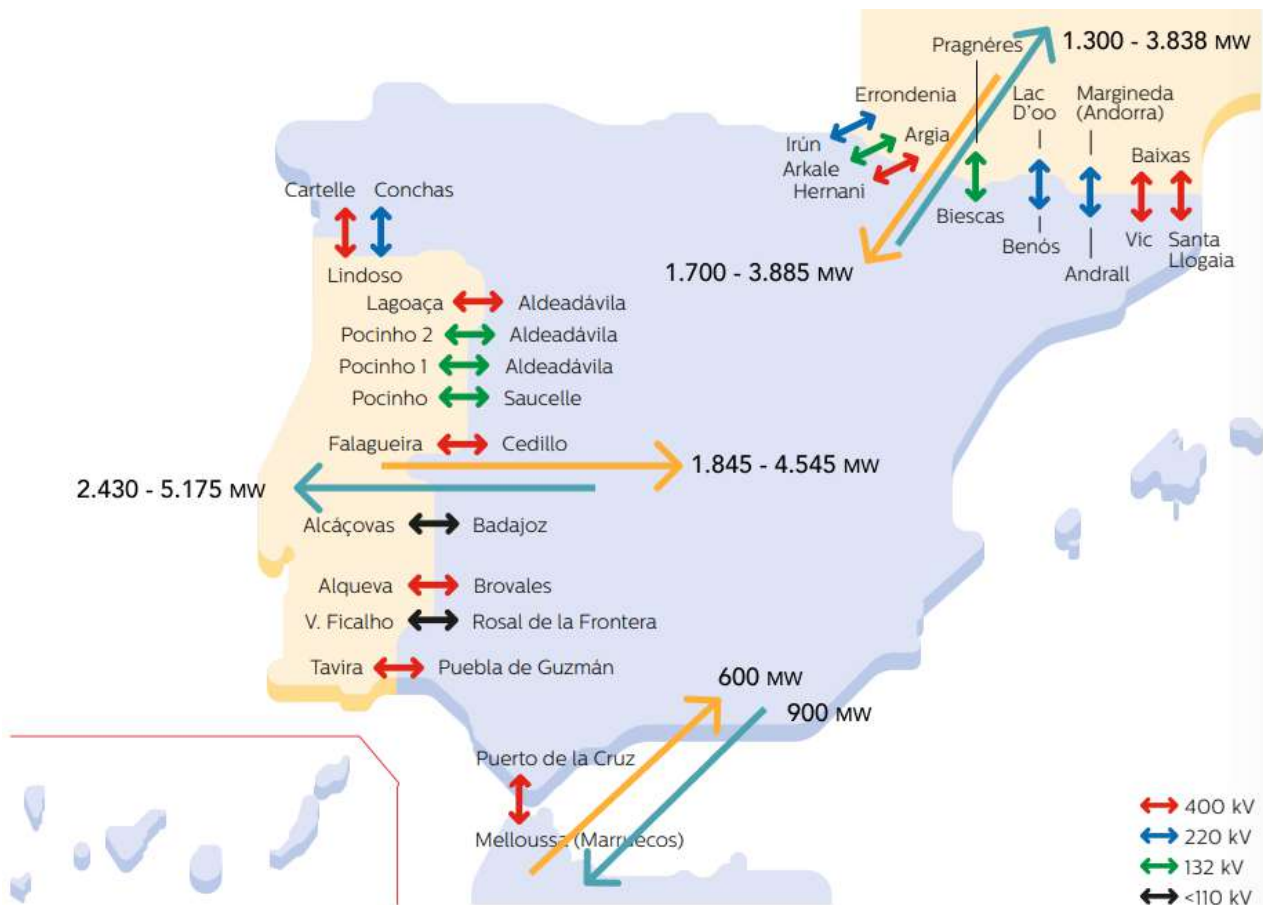 Pragnéres
1.300 - 3.838 MW
Errondenia
Lac
D'oo
Margineda
(Andorra)
Argia
Irún
Arkale
Hernani
Baixas
Cartelle
Conchas
Biescas
Benós
Vic
Santa
Llogaia
Andrall
Lindoso
1.700 - 3.885 MW
Lagoaça
Aldeadávila
Pocinho 2
Aldeadávila
Pocinho 1
Aldeadávila
Pocinho
Saucelle
Falagueira
Cedillo
1.845 - 4.545 MW
2.430 - 5.175 MW
Alcáçovas
Badajoz
Alqueva
Brovales
V. Ficalho
Rosal de la Frontera
Tavira
Puebla de Guzmán
600 MW
900 MW
Puerto de la Cruz
Melloussa (Marruecos)
400 kV
220 kV
132 kV
<110 kV